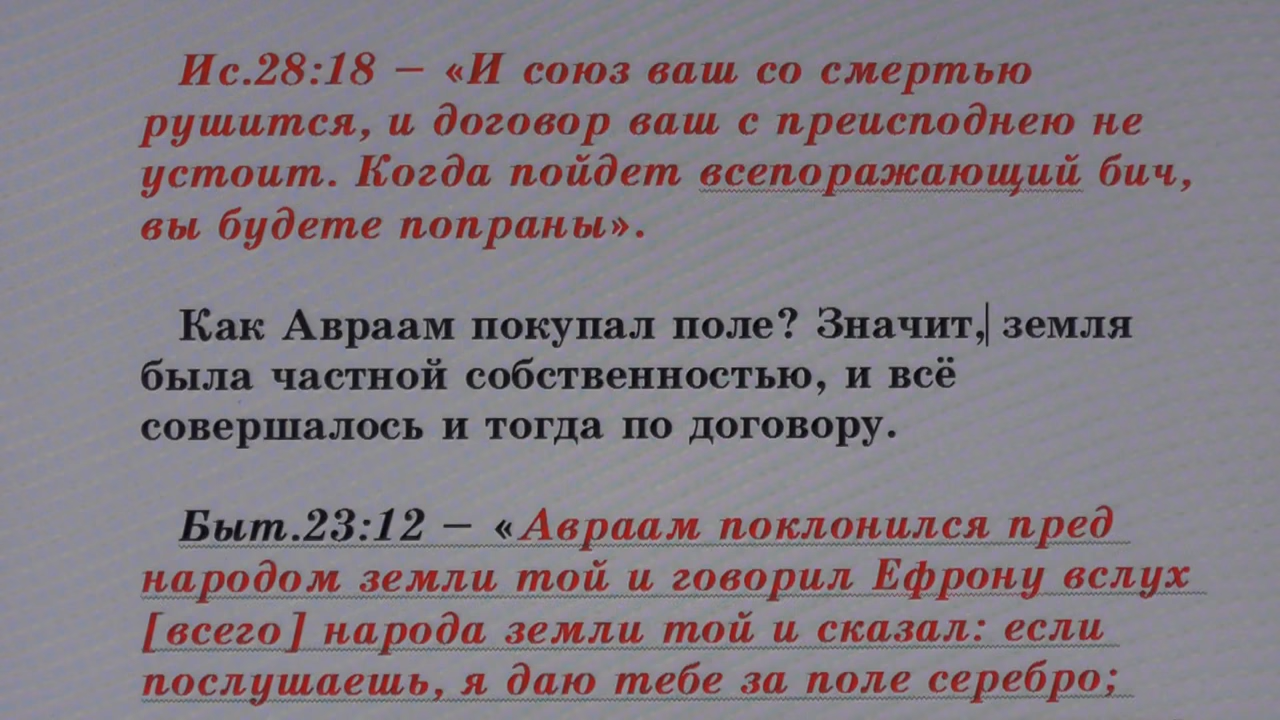 Ис.28:18 – «И союз ваш со смертью
рушится, и договор ваш с преисподнею не
устоит. Когда пойдет всепоражающий бич,
вы будете попраны».
Как Авраам покупал поле? Значит, земля
была частной собственностью, и всё
совершалось и тогда по договору.
Быт.23:12 – «Авраам поклонился пред
народом земли той и говорил Ефрону вслух
[всего] народа земли той и сказал: если
послушаешь, я даю тебе за поле серебро;